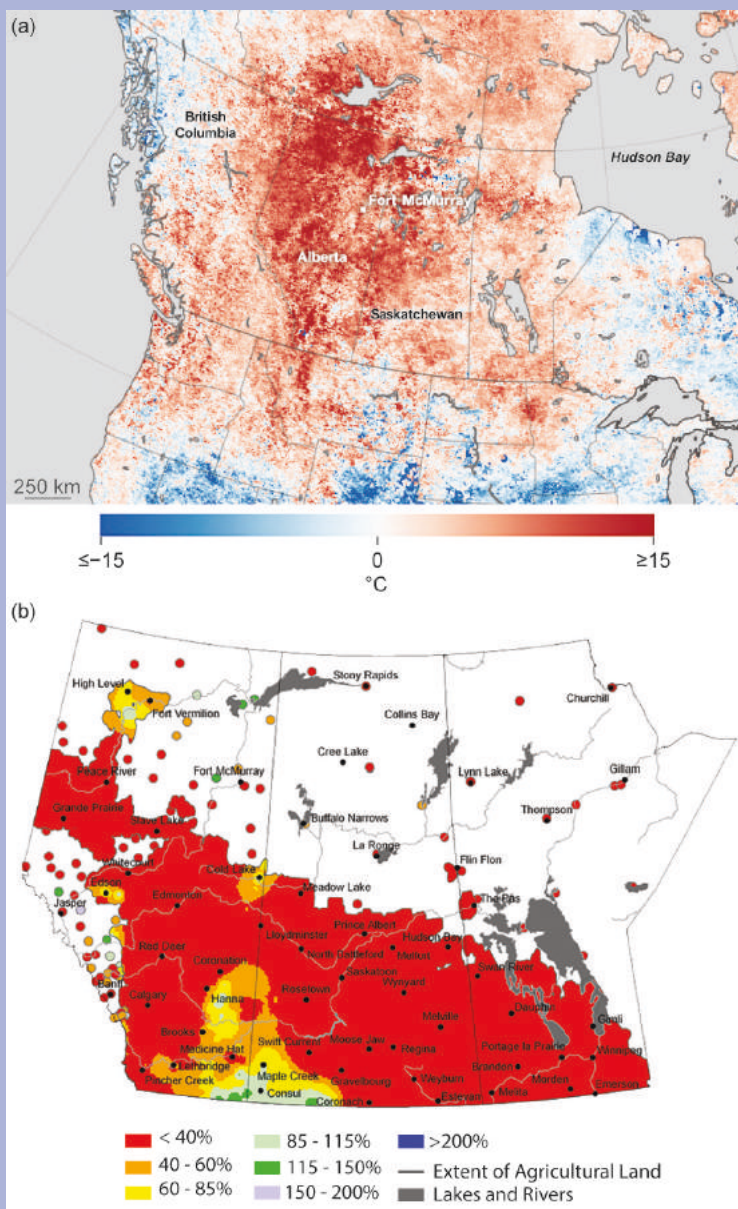 (a)
British
Columbia
Hudson Bay
Fort McMurray
Alberta
Saskatchewan
250 km
≤−15
0
≥15
°C
(b)
High Level
Fort Vermilion
Stony Rapids
Churchill
Collins Bay
Peace River
Fort McMurray
Cree Lake
Lynn Lake
Gillam
Grande Prairie
Slave Lake
Buffalo Narrows
Thompson
La Ronge
Whitecourt
Cold Lake
Flin Flon
Edson
Meadow Lake
Jasper
Edmonton
The Pas
Lloydminster
Prince Albert
Hudson Bay
Red Deer
North Battleford
Melfort
Coronation
Saskatoon
Swan River
Banff
Hanna
Rosetown
Wynyard
Calgary
Dauphin
Gimli
Brooks
Melville
Swift Current
Moose Jaw
Regina
Portage la Prairie
Winnipeg
Medicine Hat
Lethbridge
Maple Creek
Brandon
Pincher Creek
Gravelbourg
Weyburn
Morden
Consul
Coronach
Estevan
Melita
Emerson
< 40%
85 - 115%
>200%
40 - 60%
115 - 150%
Extent of Agricultural Land
60 - 85%
150 - 200%
Lakes and Rivers